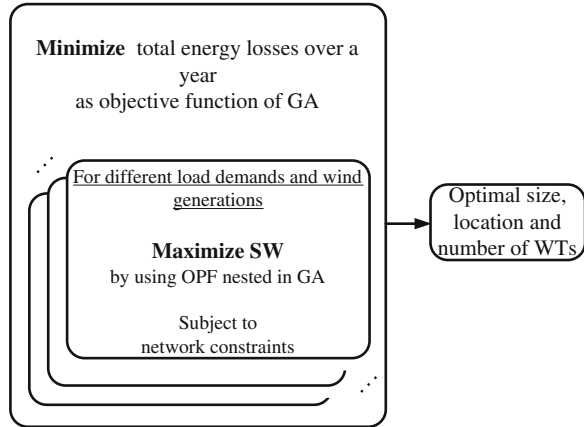 Minimize total energy losses over a
year
as objective function of GA
For different load demands and wind
generations
Maximize SW
by using OPF nested in GA
Subject to
network constraints
Optimal size,
location and
number of WTs